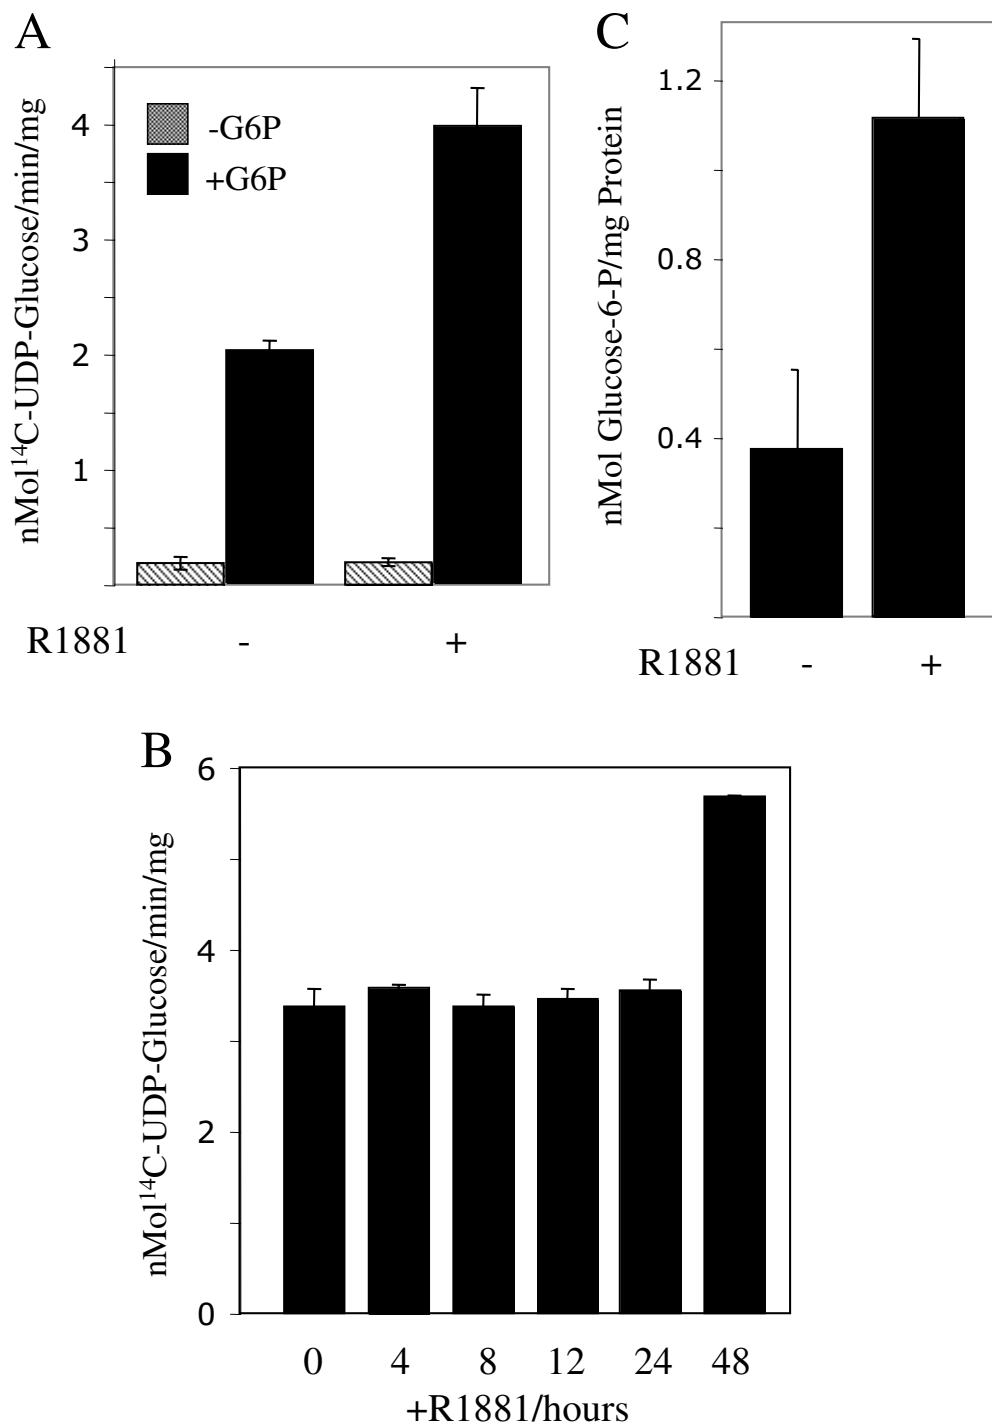 A
nMol¹⁴C-UDP-Glucose/min/mg
4
3
2
1
-G6P
+G6P
R1881 - +
C
nMol Glucose-6-P/mg Protein
1.2
0.8
0.4
R1881 - +
B
nMol¹⁴C-UDP-Glucose/min/mg
6
4
2
0
0 4 8 12 24 48
+R1881/hours